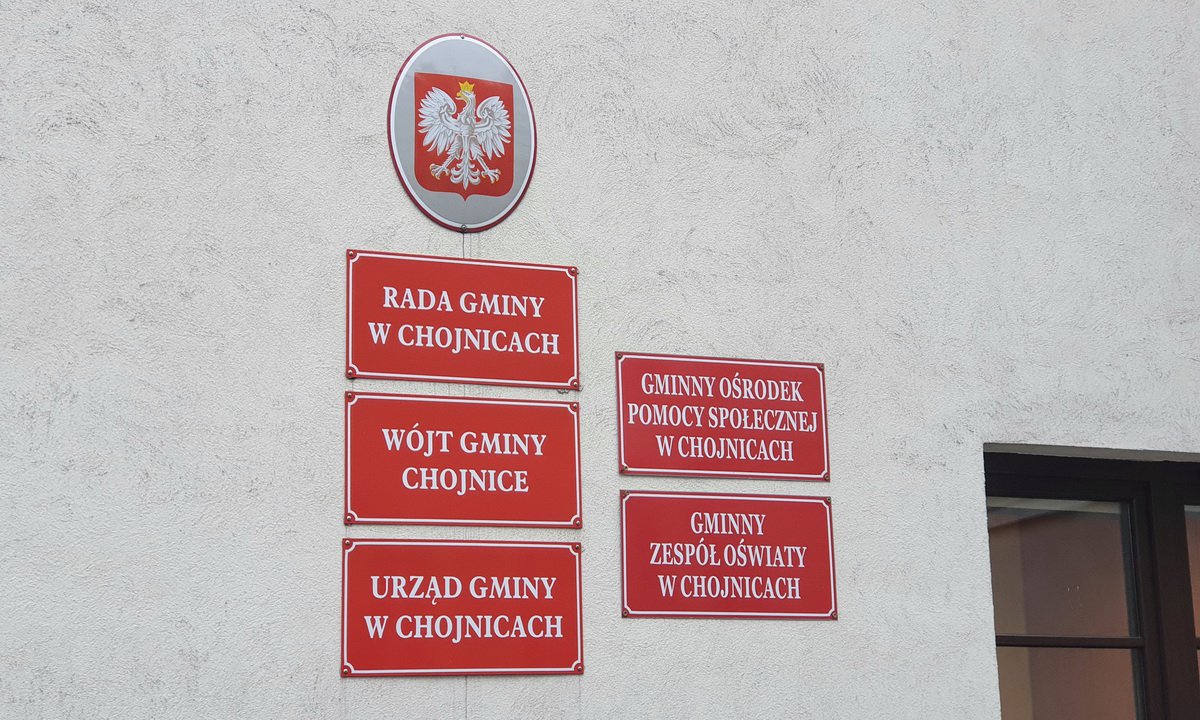 RADA GMINY
W CHOJNICACH
WÓJT GMINY
CHOJNICE
URZĄD GMINY
W CHOJNICACH
GMINNY OŚRODEK
POMOCY SPOŁECZNEJ
W CHOJNICACH
GMINNY
ZESPÓŁ OŚWIATY
W CHOJNICACH